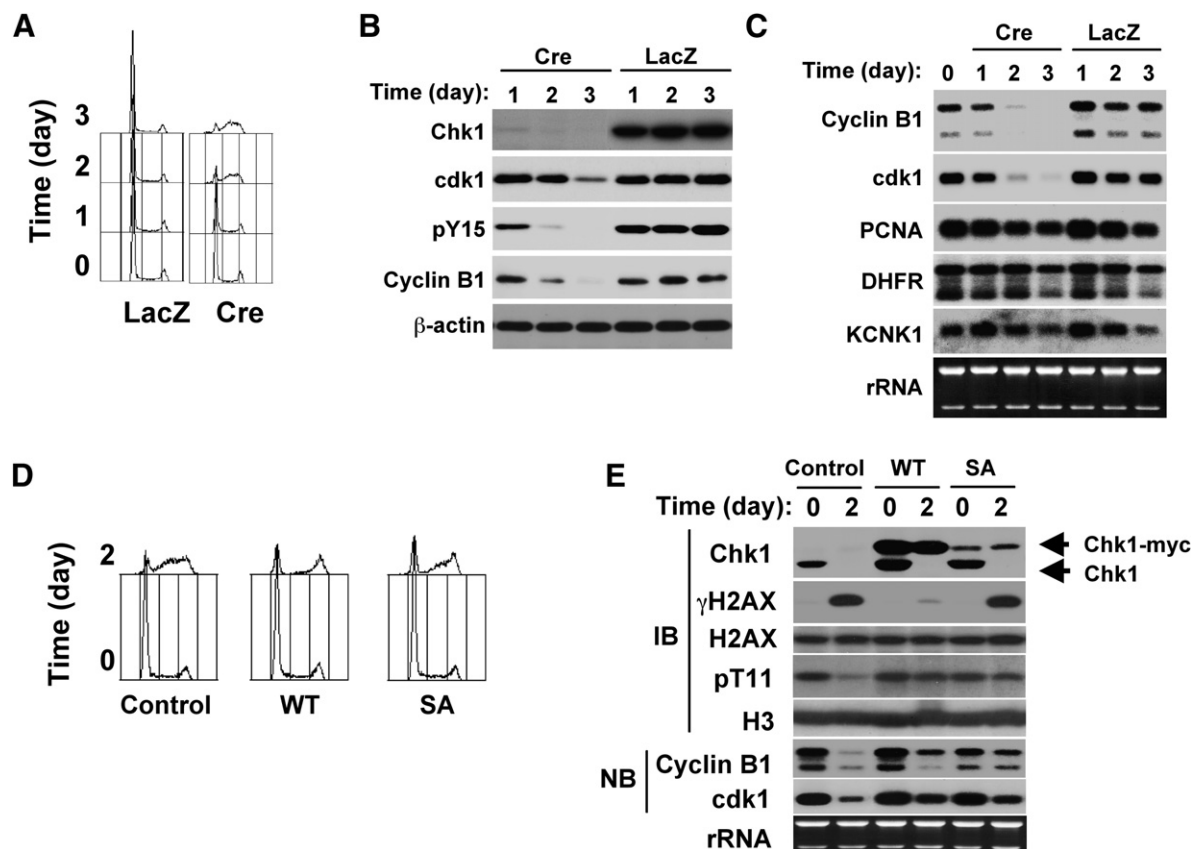 A
Time (day)
3
2
1
0
LacZ Cre
B
Cre LacZ
Time (day): 1 2 3 1 2 3
Chk1
cdk1
pY15
Cyclin B1
β-actin
C
Cre LacZ
Time (day): 0 1 2 3 1 2 3
Cyclin B1
cdk1
PCNA
DHFR
KCNK1
rRNA
D
Time (day)
2
0
Control WT SA
E
Control WT SA
Time (day): 0 2 0 2 0 2
IB
Chk1
Chk1-myc
Chk1
γH2AX
H2AX
pT11
H3
NB
Cyclin B1
cdk1
rRNA